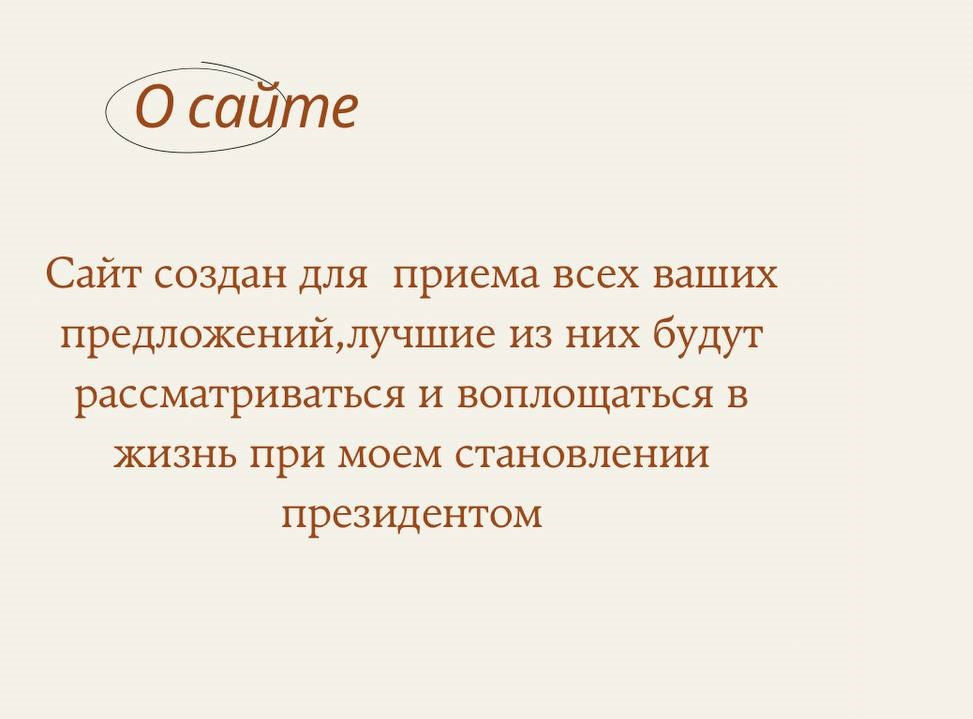 О сайте
Сайт создан для  приема всех ваших
предложений,лучшие из них будут
рассматриваться и воплощаться в
жизнь при моем становлении
президентом